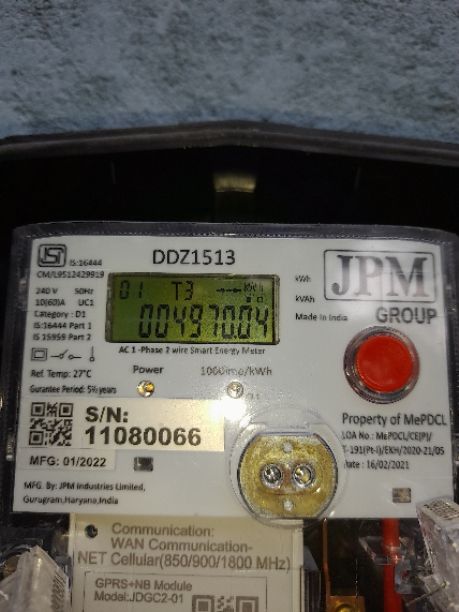 IS:16444
CM/L9512429919
DDZ1513
240 V 50Hz
10(60)A UC1
Category : D1
IS:16444 Part 1
IS 15959 Part 2
01 T3 kWh
004970.04
kWh
kVAh
Made in India
JPM
GROUP
AC 1 -Phase 2 wire Smart Energy Meter
Ref. Temp: 27°C
Gurantee Period: 5½ years
Power
1000imp/kWh
S/N:
11080066
MFG: 01/2022
MFG. By: JPM Industries Limited,
Gurugram,Haryana,India
Property of MePDCL
LOA No.: MePDCL/CE(P)/
T-191(Pt-I)/EKH/2020-21/05
Date : 16/02/2021
Communication:
WAN Communication-
NET Cellular(850/900/1800 MHz)
GPRS+NB Module
Model:JDGC2-01